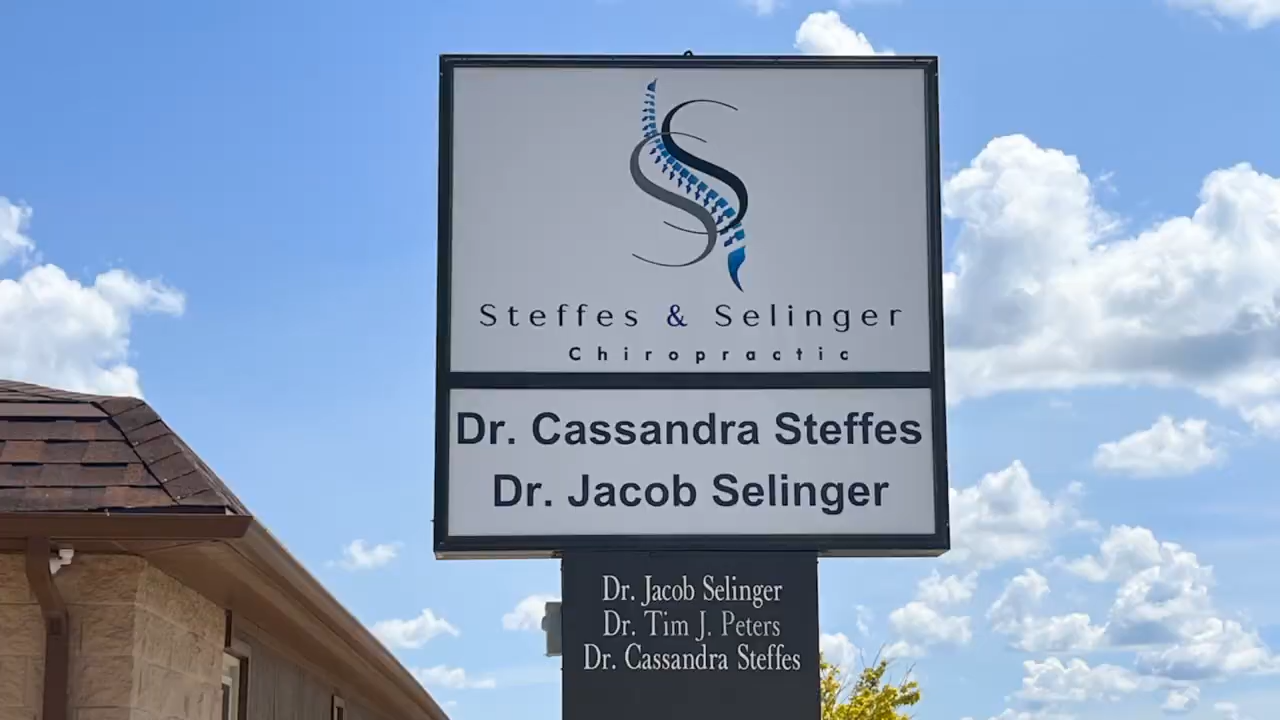 Steffes & Selinger
Chiropractic
Dr. Cassandra Steffes
Dr. Jacob Selinger
Dr. Jacob Selinger
Dr. Tim J. Peters
Dr. Cassandra Steffes